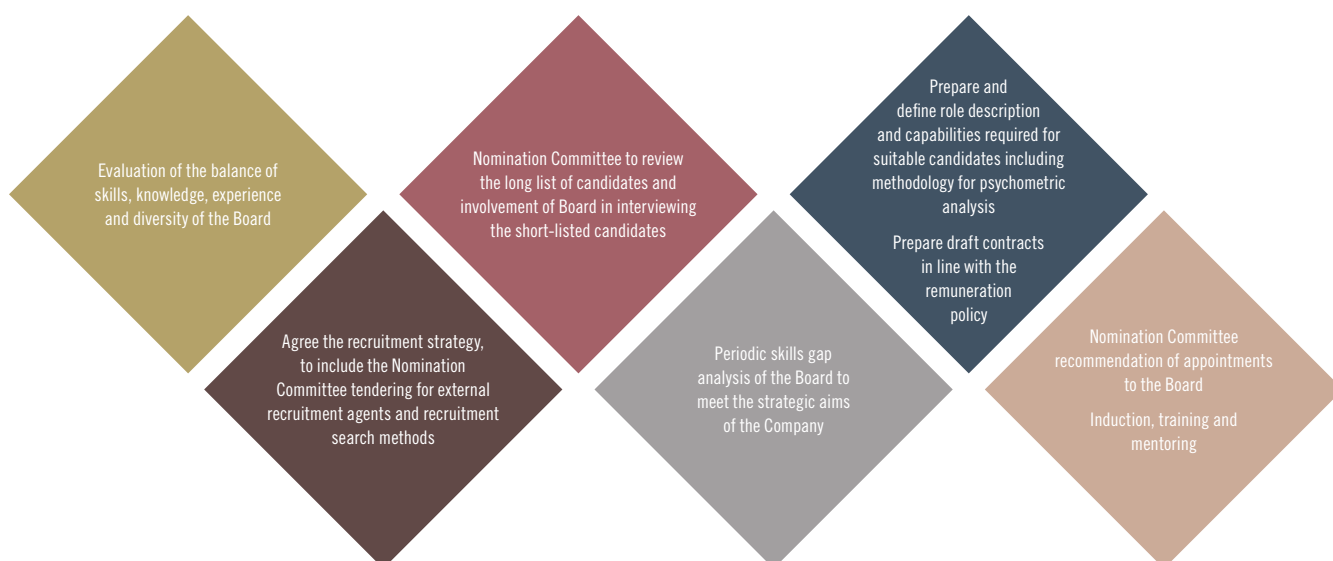 Evaluation of the balance of
skills, knowledge, experience
and diversity of the Board
Agree the recruitment strategy,
to include the Nomination
Committee tendering for external
recruitment agents and recruitment
search methods
Nomination Committee to review
the long list of candidates and
involvement of Board in interviewing
the short-listed candidates
Periodic skills gap
analysis of the Board to
meet the strategic aims
of the Company
Prepare and
define role description
and capabilities required for
suitable candidates including
methodology for psychometric
analysis
Prepare draft contracts
in line with the
remuneration
policy
Nomination Committee
recommendation of appointments
to the Board
Induction, training and
mentoring